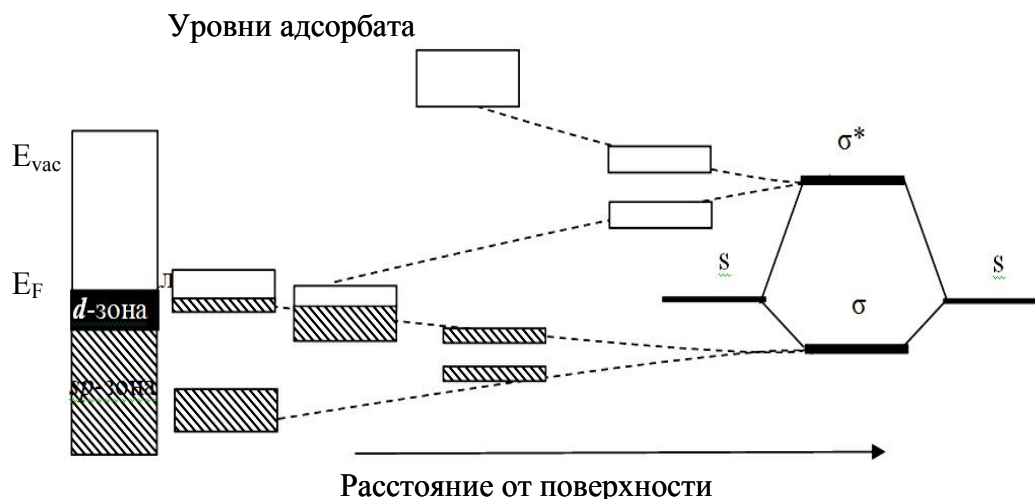 Уровни адсорбата
E_vac
σ*
s
s
E_F
л
d-зона
σ
sp-зона
Расстояние от поверхности